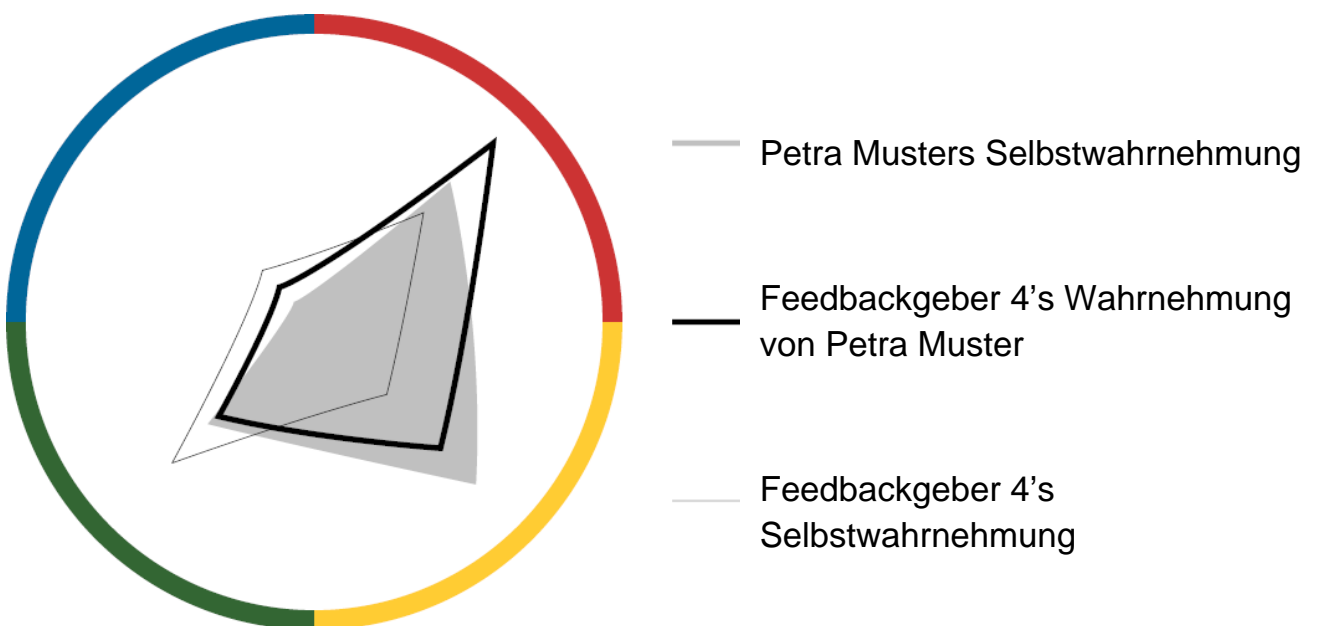 Petra Musters Selbstwahrnehmung
Feedbackgeber 4’s Wahrnehmung
von Petra Muster
Feedbackgeber 4’s
Selbstwahrnehmung